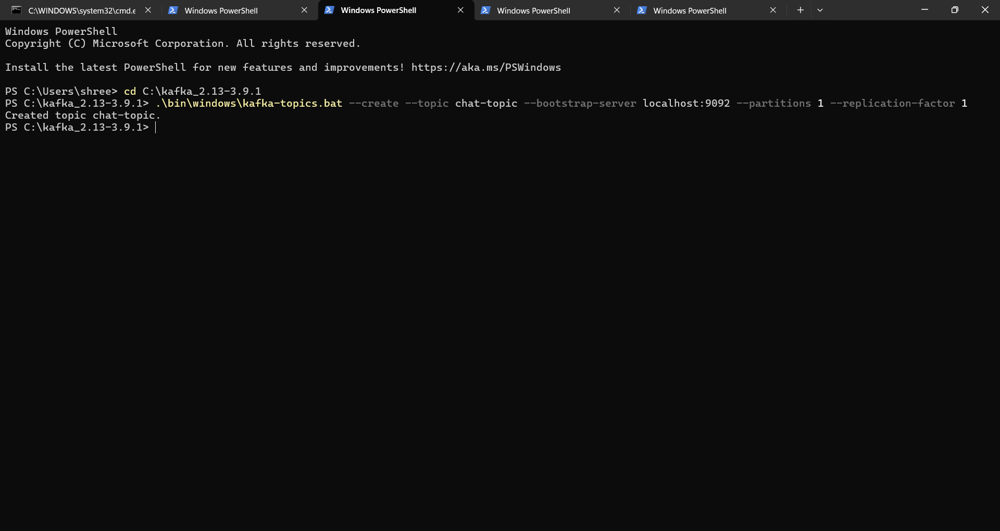 C:\WINDOWS\system32\cmd.e
Windows PowerShell
Windows PowerShell
Windows PowerShell
Windows PowerShell
Windows PowerShell
Copyright (C) Microsoft Corporation. All rights reserved.
Install the latest PowerShell for new features and improvements! https://aka.ms/PSWindows
PS C:\Users\shree> cd C:\kafka_2.13-3.9.1
PS C:\kafka_2.13-3.9.1> .\bin\windows\kafka-topics.bat --create --topic chat-topic --bootstrap-server localhost:9092 --partitions 1 --replication-factor 1
Created topic chat-topic.
PS C:\kafka_2.13-3.9.1>